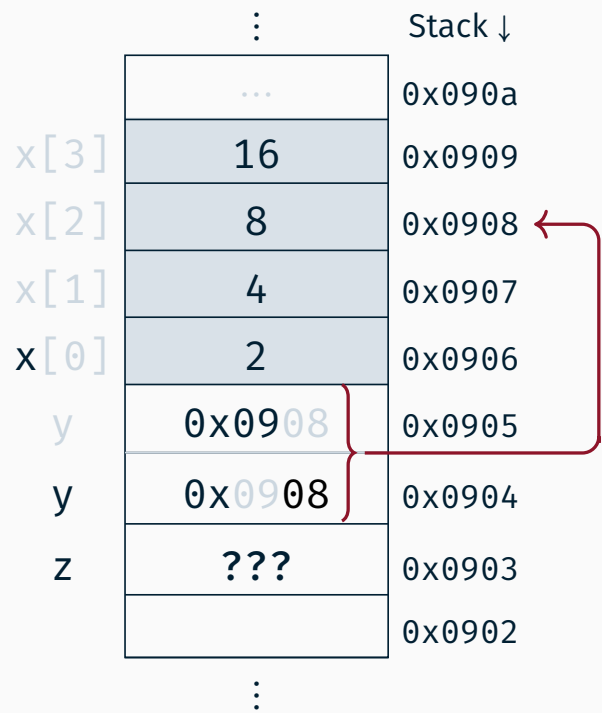 ⋮ Stack ↓
... 0x090a
x[3] 16 0x0909
x[2] 8 0x0908
x[1] 4 0x0907
x[0] 2 0x0906
y 0x0908 0x0905
y 0x0908 0x0904
z ??? 0x0903
0x0902
⋮